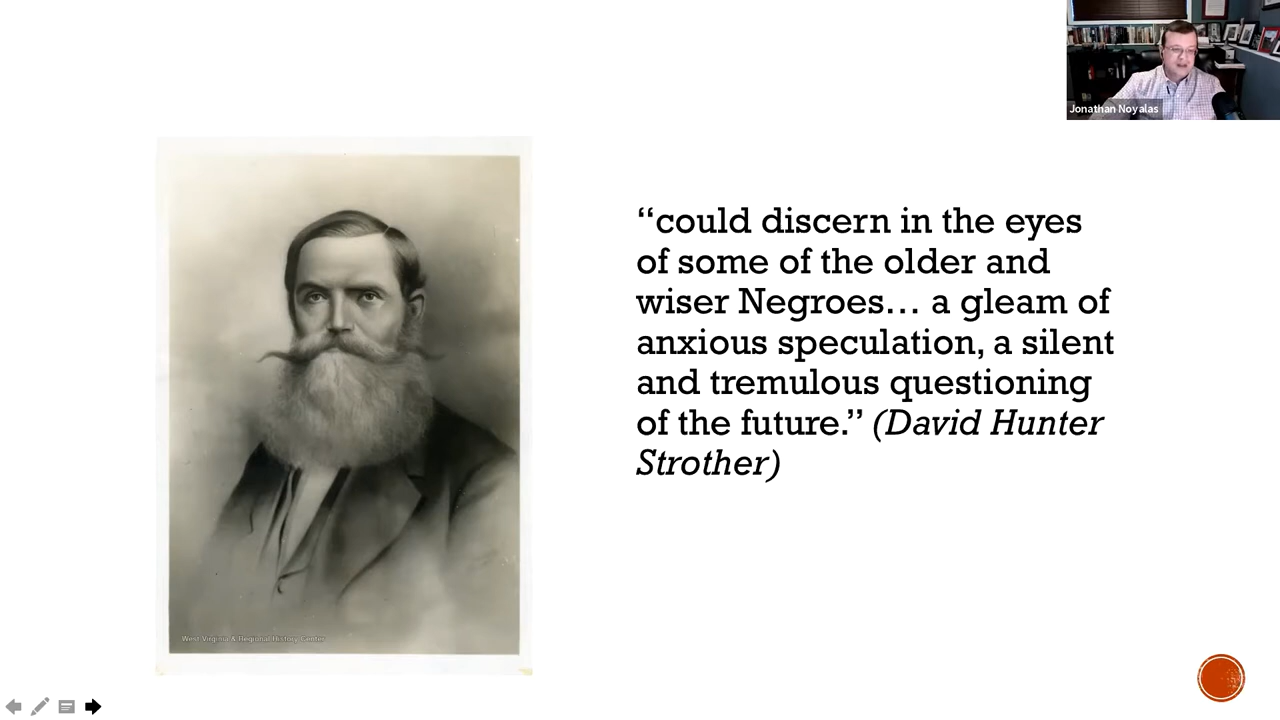 Jonathan Noyalas
“could discern in the eyes
of some of the older and
wiser Negroes… a gleam of
anxious speculation, a silent
and tremulous questioning
of the future.” (David Hunter
Strother)
West Virginia & Regional History Center